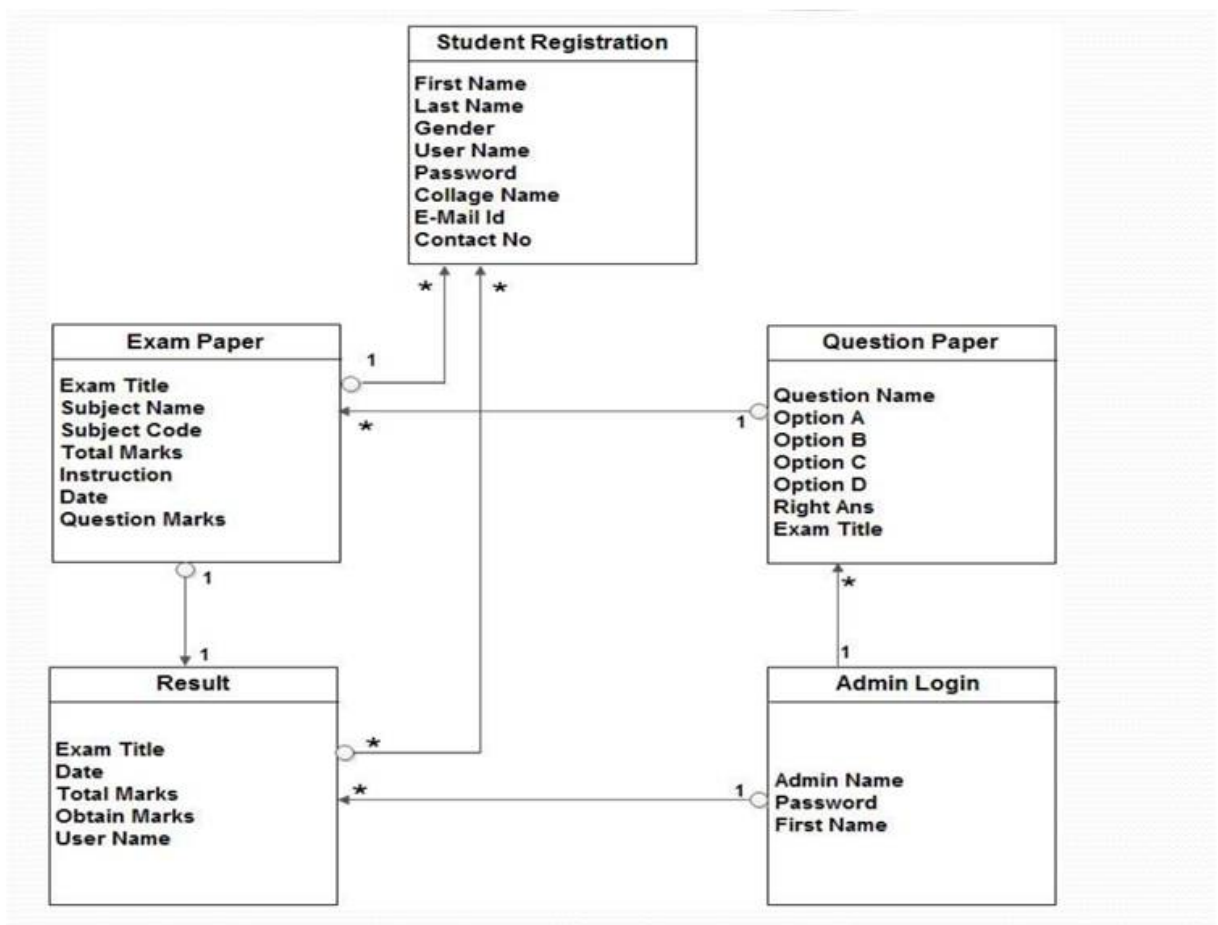 Student Registration
First Name
Last Name
Gender
User Name
Password
Collage Name
E-Mail Id
Contact No
* *
Exam Paper
Exam Title
Subject Name
Subject Code
Total Marks
Instruction
Date
Question Marks
1
*
1
Question Paper
Question Name
Option A
Option B
Option C
Option D
Right Ans
Exam Title
1
1
*
1
Result
Exam Title
Date
Total Marks
Obtain Marks
User Name
*
*
1
Admin Login
Admin Name
Password
First Name